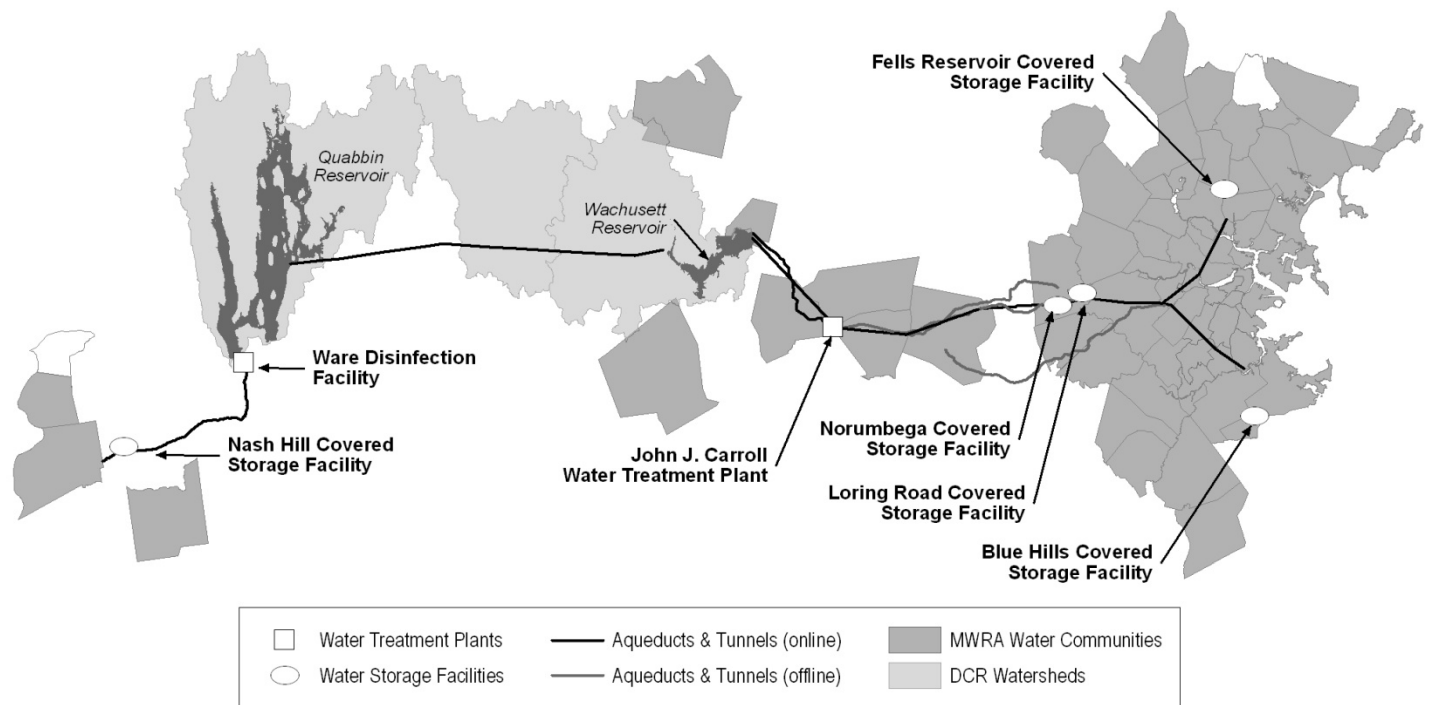 Fells Reservoir Covered
Storage Facility
Quabbin
Reservoir
Wachusett
Reservoir
Ware Disinfection
Facility
Nash Hill Covered
Storage Facility
John J. Carroll
Water Treatment Plant
Norumbega Covered
Storage Facility
Loring Road Covered
Storage Facility
Blue Hills Covered
Storage Facility
Water Treatment Plants
Aqueducts & Tunnels (online)
MWRA Water Communities
Water Storage Facilities
Aqueducts & Tunnels (offline)
DCR Watersheds